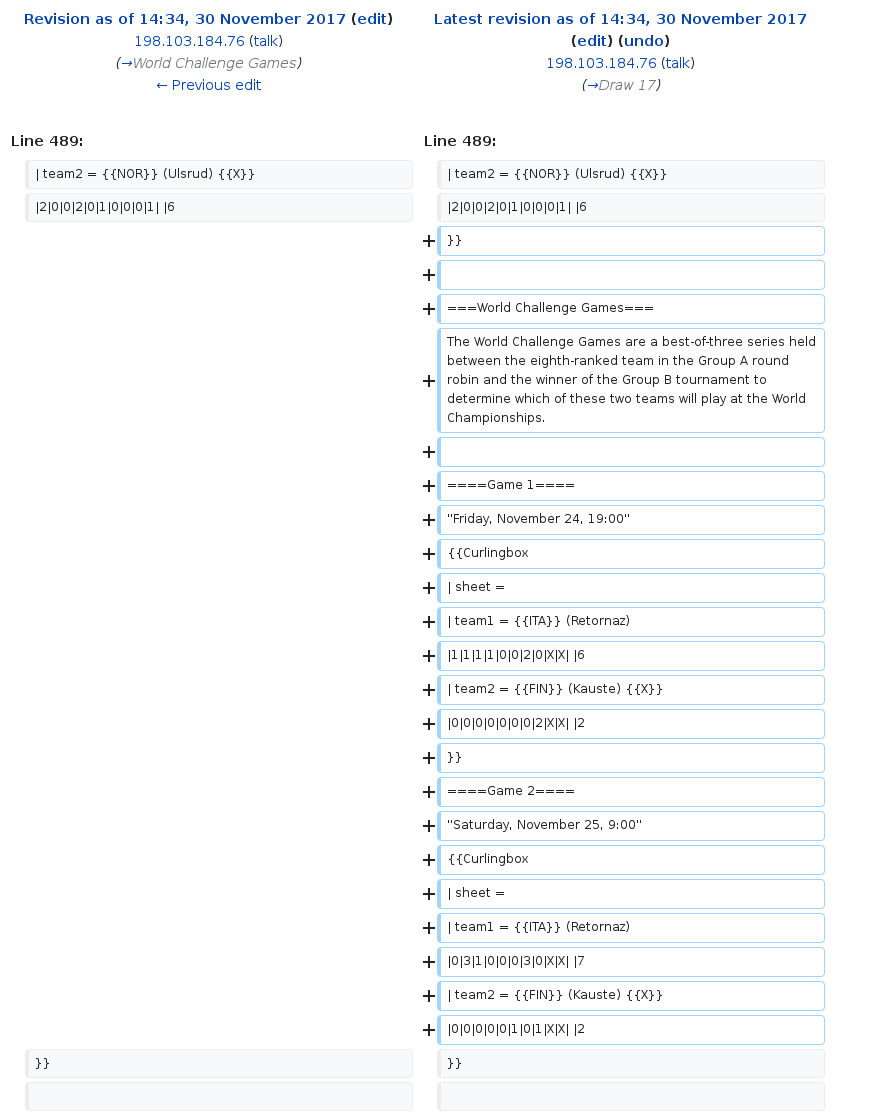 Revision as of 14:34, 30 November 2017 (edit)
198.103.184.76 (talk)
(→World Challenge Games)
← Previous edit
Latest revision as of 14:34, 30 November 2017
(edit) (undo)
198.103.184.76 (talk)
(→Draw 17)
Line 489:
Line 489:
| team2 = {{NOR}} (Ulsrud) {{X}}
| team2 = {{NOR}} (Ulsrud) {{X}}
|2|0|0|2|0|1|0|0|0|1| |6
|2|0|0|2|0|1|0|0|0|1| |6
+ }}
+
+ ===World Challenge Games===
The World Challenge Games are a best-of-three series held
between the eighth-ranked team in the Group A round
+ robin and the winner of the Group B tournament to
determine which of these two teams will play at the World
Championships.
+
+ ====Game 1====
+ ''Friday, November 24, 19:00''
+ {{Curlingbox
+ | sheet =
+ | team1 = {{ITA}} (Retornaz)
+ |1|1|1|1|0|0|2|0|X|X| |6
+ | team2 = {{FIN}} (Kauste) {{X}}
+ |0|0|0|0|0|0|0|2|X|X| |2
+ }}
+ ====Game 2====
+ ''Saturday, November 25, 9:00''
+ {{Curlingbox
+ | sheet =
+ | team1 = {{ITA}} (Retornaz)
+ |0|3|1|0|0|0|3|0|X|X| |7
+ | team2 = {{FIN}} (Kauste) {{X}}
+ |0|0|0|0|0|1|0|1|X|X| |2
}}
}}